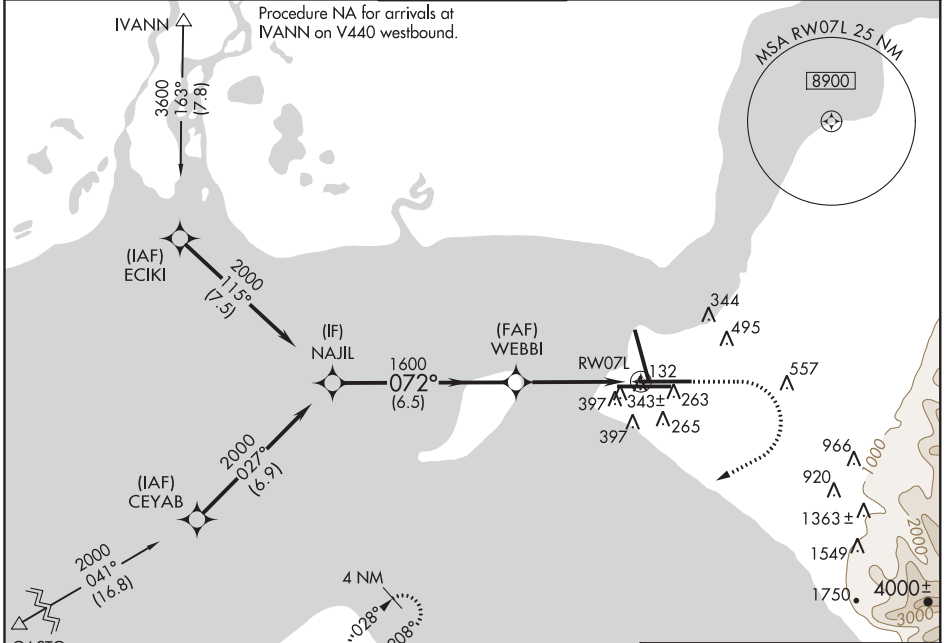 IVANN
Procedure NA for arrivals at
IVANN on V440 westbound.
MSA RW07L 25 NM
8900
3600
163°
(7.8)
(IAF)
ECIKI
2000
115°
(7.5)
(IF)
NAJIL
1600
072°
(6.5)
(FAF)
WEBBI
RW07L
132
344
495
557
397
343±
263
397
265
966
920
1363±
1549
1750
4000±
1000
2000
3000
(IAF)
CEYAB
2000
027°
(6.9)
2000
041°
(16.8)
4 NM
028°
208°